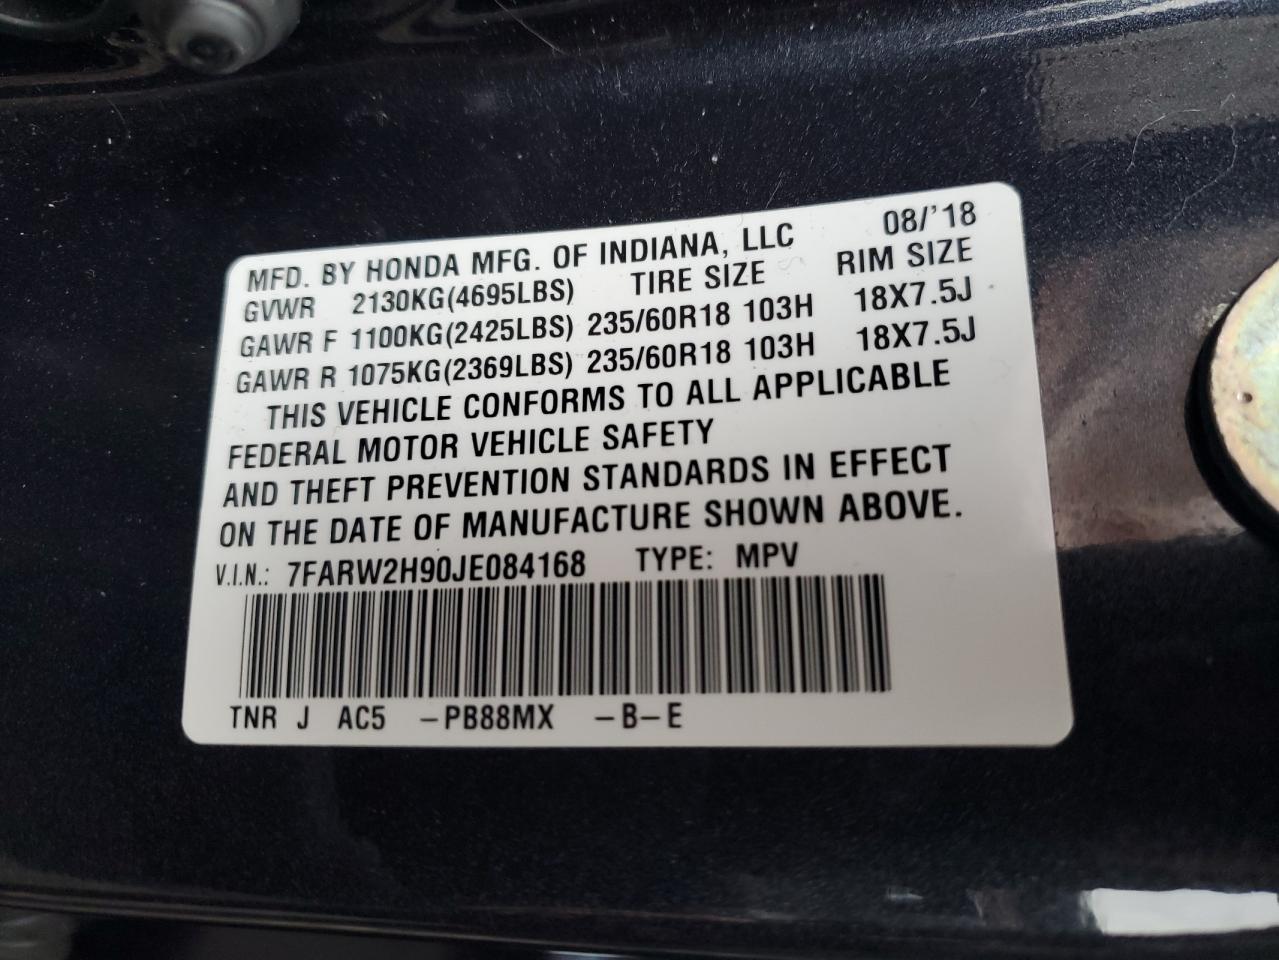 MFD. BY HONDA MFG. OF INDIANA, LLC 08/'18
GVWR 2130KG(4695LBS) TIRE SIZE RIM SIZE
GAWR F 1100KG(2425LBS) 235/60R18 103H 18X7.5J
GAWR R 1075KG(2369LBS) 235/60R18 103H 18X7.5J
THIS VEHICLE CONFORMS TO ALL APPLICABLE
FEDERAL MOTOR VEHICLE SAFETY
AND THEFT PREVENTION STANDARDS IN EFFECT
ON THE DATE OF MANUFACTURE SHOWN ABOVE.
V.I.N.: 7FARW2H90JE084168 TYPE: MPV
TNR J AC5 -PB88MX -B-E